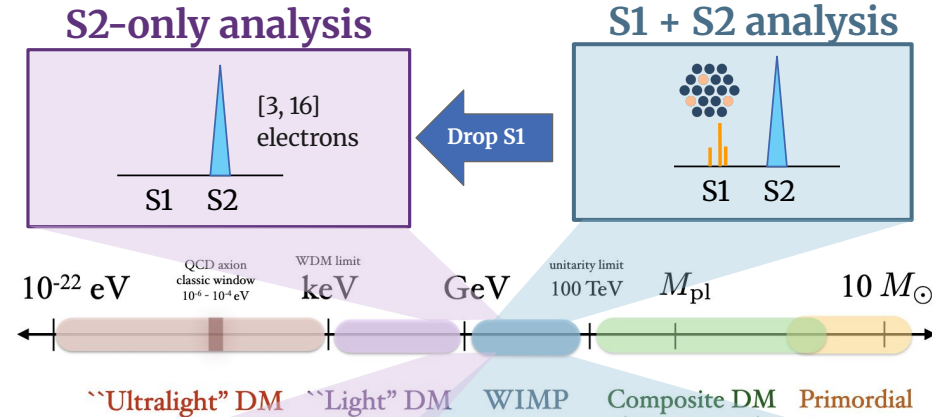 S2-only analysis
S1 + S2 analysis
[3, 16]
electrons
S1 S2
Drop S1
S1 S2
10⁻²² eV
QCD axion
classic window
10⁻⁶ - 10⁻⁴ eV
WDM limit
keV
GeV
unitarity limit
100 TeV
Mpl
10 M☉
``Ultralight” DM
``Light” DM
WIMP
Composite DM
Primordial